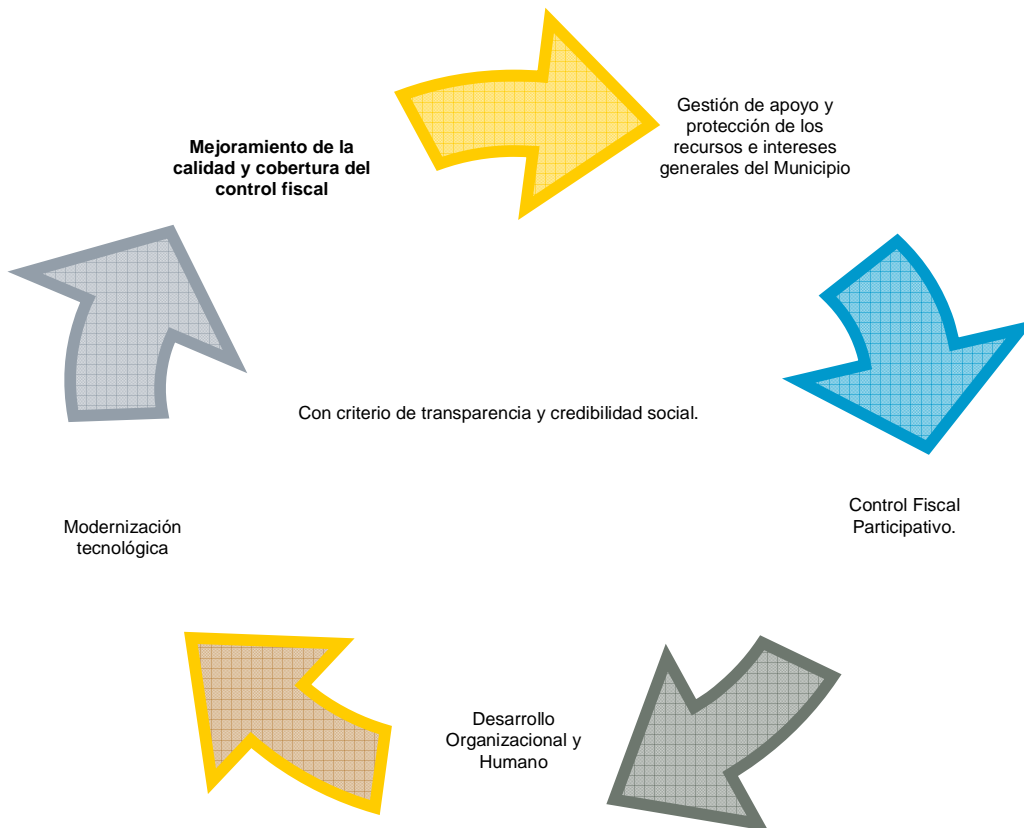 Mejoramiento de la
calidad y cobertura del
control fiscal
Gestión de apoyo y
protección de los
recursos e intereses
generales del Municipio
Con criterio de transparencia y credibilidad social.
Control Fiscal
Participativo.
Modernización
tecnológica
Desarrollo
Organizacional y
Humano